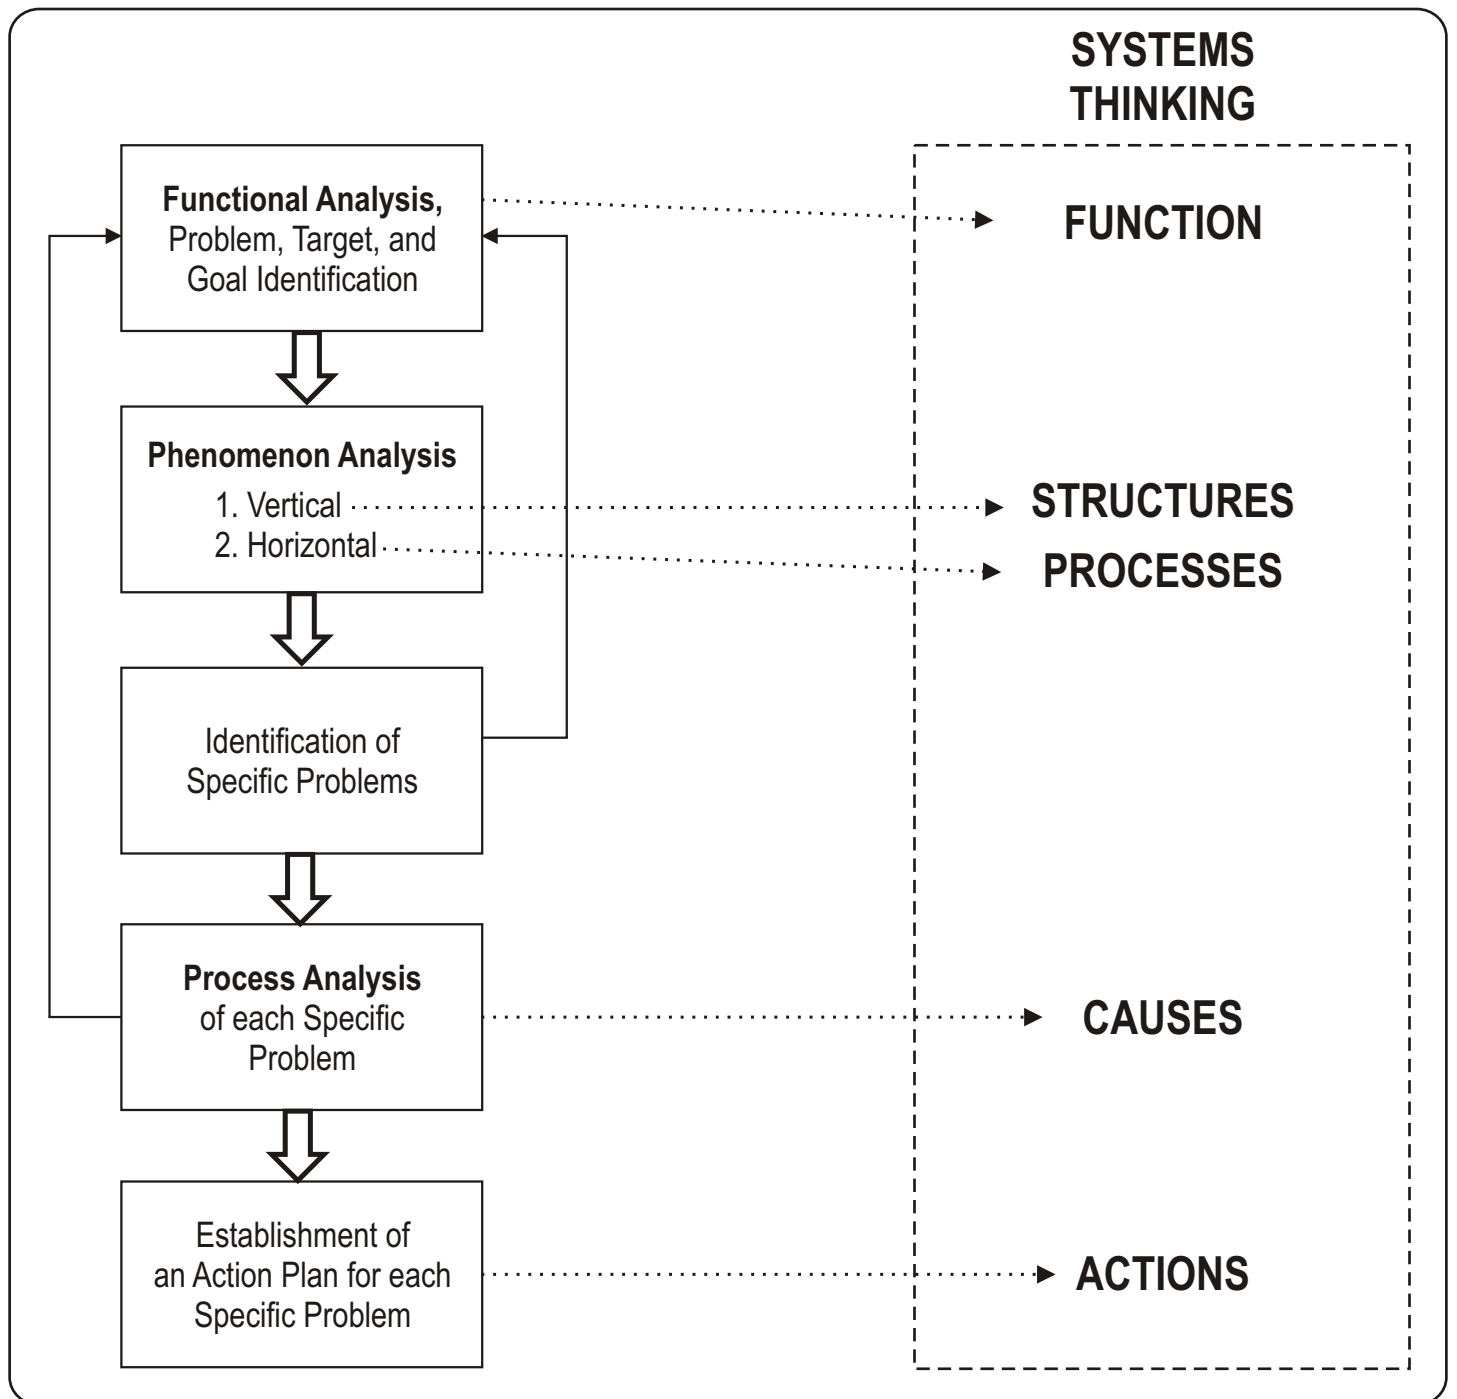 SYSTEMS
THINKING
Functional Analysis,
Problem, Target, and
Goal Identification
FUNCTION
Phenomenon Analysis
1. Vertical
2. Horizontal
STRUCTURES
PROCESSES
Identification of
Specific Problems
Process Analysis
of each Specific
Problem
CAUSES
Establishment of
an Action Plan for each
Specific Problem
ACTIONS